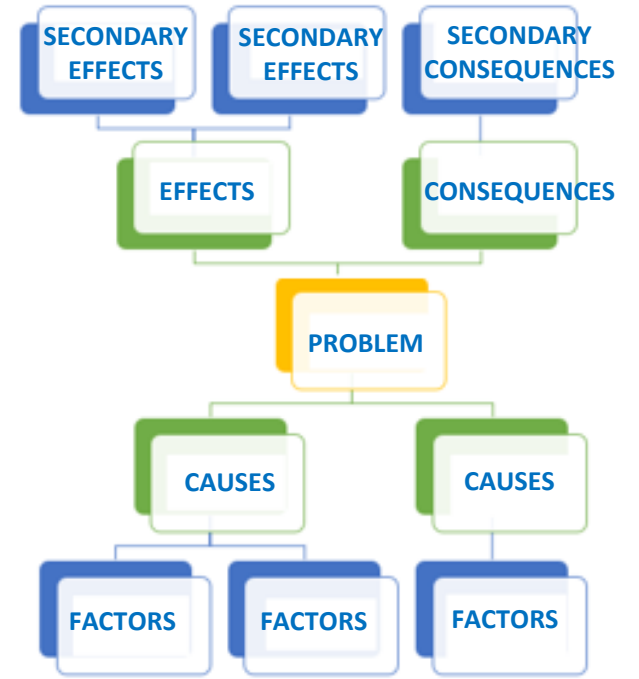 SECONDARY
EFFECTS
SECONDARY
EFFECTS
SECONDARY
CONSEQUENCES
EFFECTS
CONSEQUENCES
PROBLEM
CAUSES
CAUSES
FACTORS
FACTORS
FACTORS